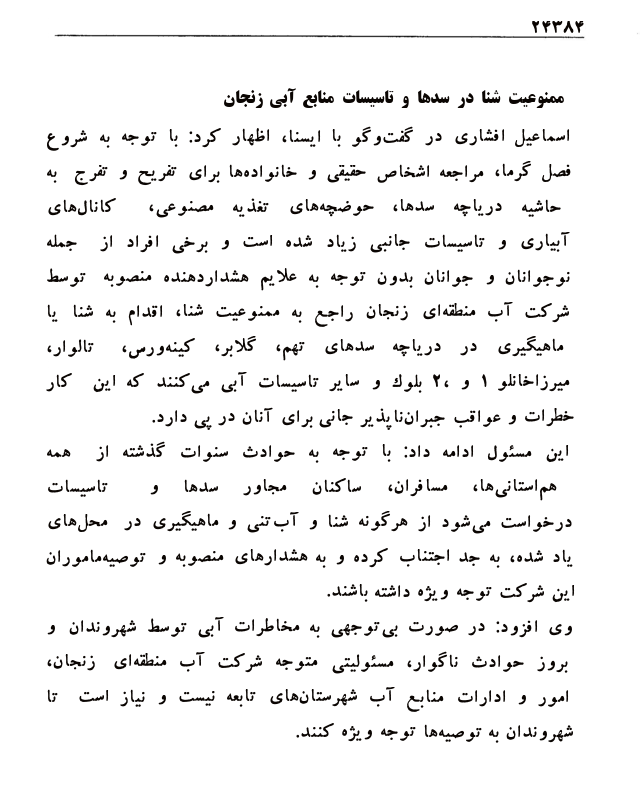 ۲۴۳۸۴
ممنوعیت شنا در سدها و تاسیسات منابع آبی زنجان
اسماعیل افشاری در گفت‌وگو با ایسنا، اظهار کرد: با توجه به شروع
فصل گرما، مراجعه اشخاص حقیقی و خانواده‌ها برای تفریح و تفرج به
حاشیه دریاچه سدها، حوضچه‌های تغذیه مصنوعی، کانال‌های
آبیاری و تاسیسات جانبی زیاد شده است و برخی افراد از جمله
نوجوانان و جوانان بدون توجه به علایم هشداردهنده منصوبه توسط
شرکت آب منطقه‌ای زنجان راجع به ممنوعیت شنا، اقدام به شنا یا
ماهیگیری در دریاچه سدهای تهم، گلابر، کینه‌ورس، تالوار،
میرزاخانلو ۱ و ۲، بلوك و سایر تاسیسات آبی می‌کنند که این کار
خطرات و عواقب جبران‌ناپذیر جانی برای آنان در پی دارد.
این مسئول ادامه داد: با توجه به حوادث سنوات گذشته از همه
هم‌استانی‌ها، مسافران، ساکنان مجاور سدها و تاسیسات
درخواست می‌شود از هرگونه شنا و آب‌تنی و ماهیگیری در محل‌های
یاد شده، به جد اجتناب کرده و به هشدارهای منصوبه و توصیه‌ماموران
این شرکت توجه ویژه داشته باشند.
وی افزود: در صورت بی‌توجهی به مخاطرات آبی توسط شهروندان و
بروز حوادث ناگوار، مسئولیتی متوجه شرکت آب منطقه‌ای زنجان،
امور و ادارات منابع آب شهرستان‌های تابعه نیست و نیاز است تا
شهروندان به توصیه‌ها توجه ویژه کنند.